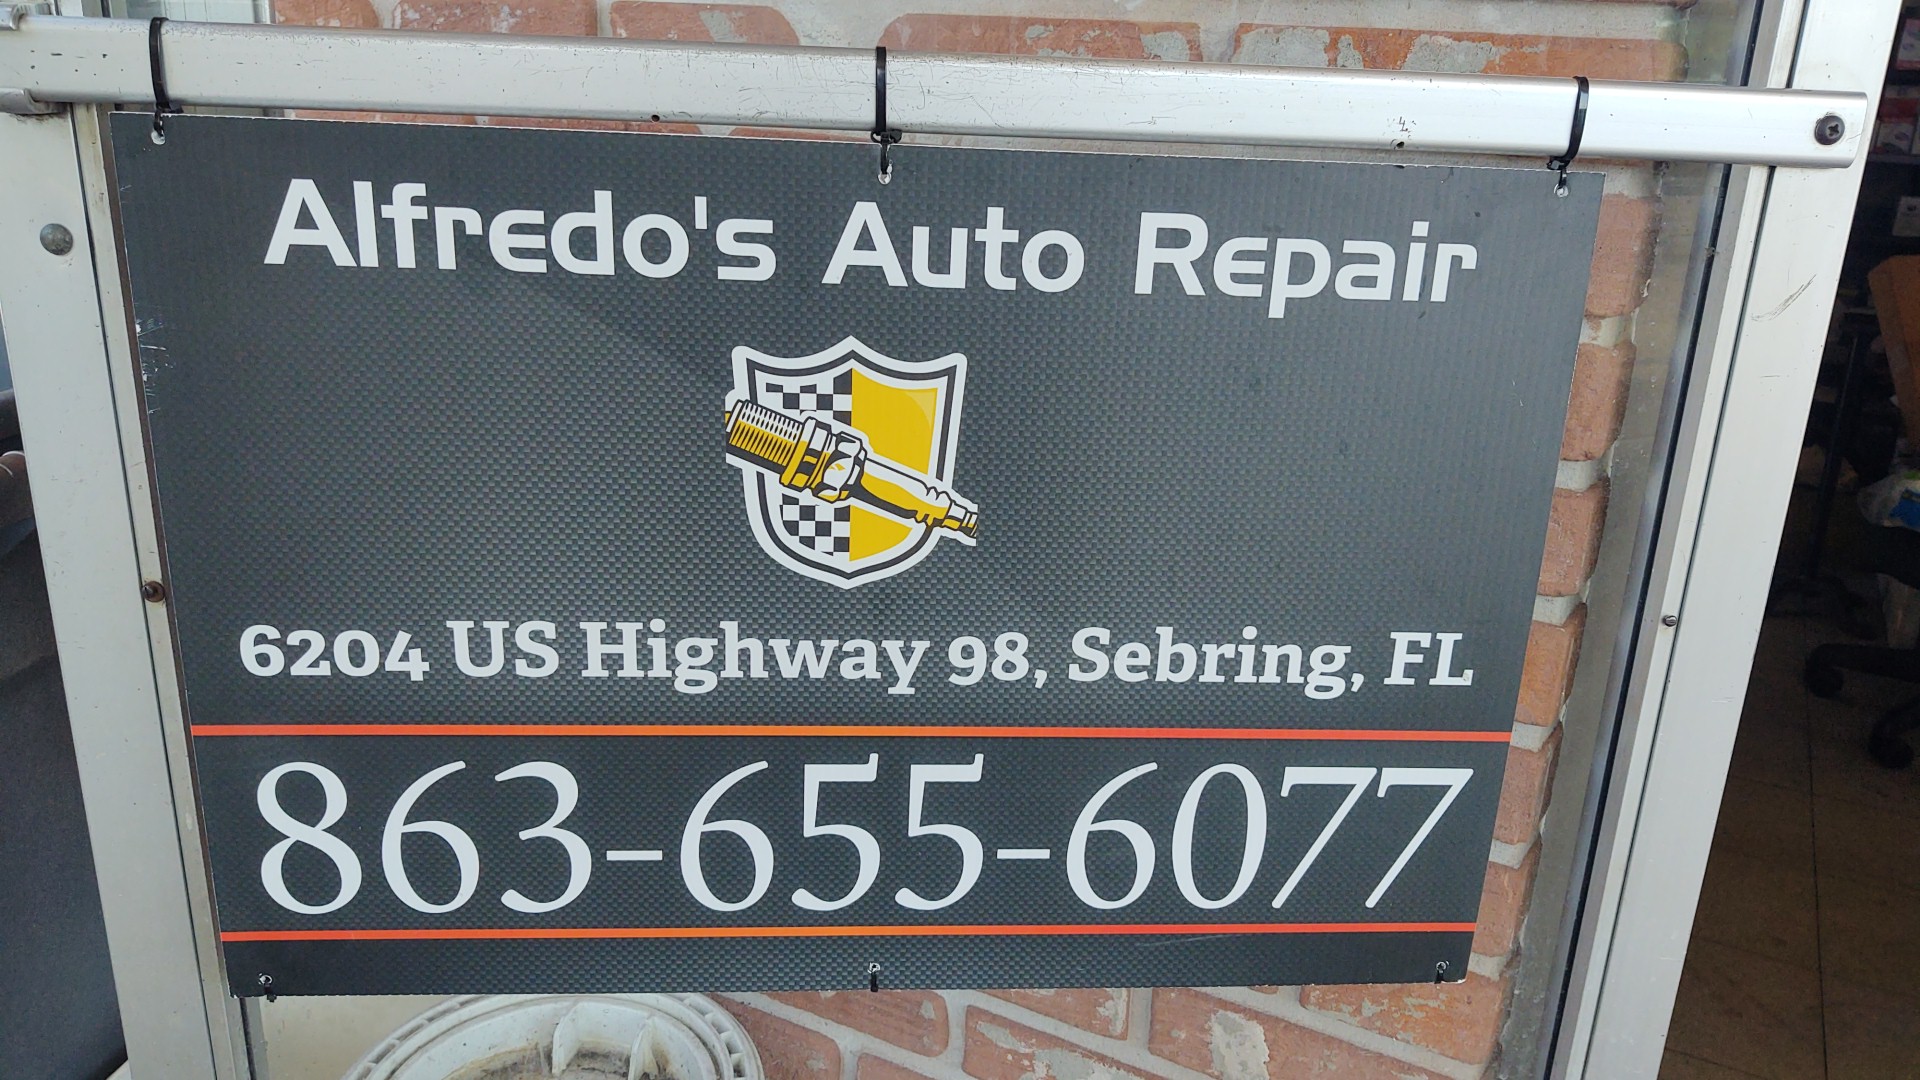 Alfredo's Auto Repair
6204 US Highway 98, Sebring, FL
863-655-6077